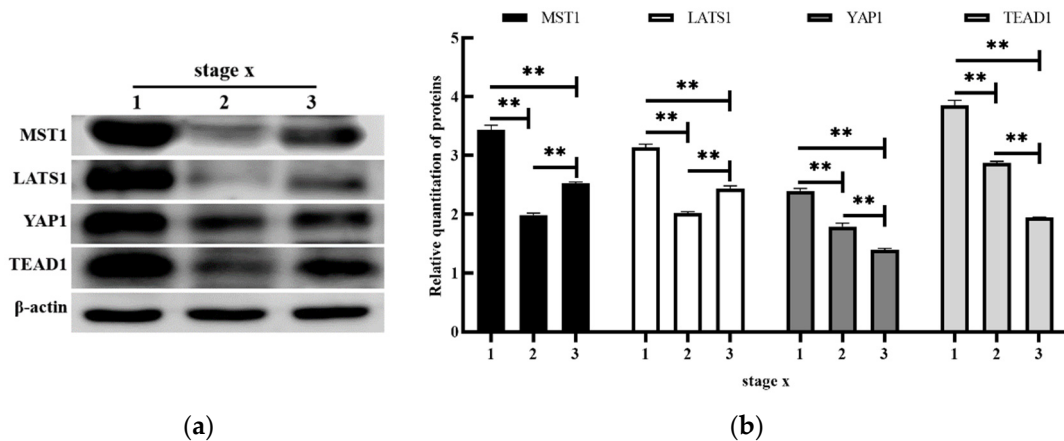 stage x
1 2 3
MST1
LATS1
YAP1
TEAD1
β-actin
(a)
MST1 LATS1 YAP1 TEAD1
Relative quantitation of proteins
5
4
3
2
1
0
** ** **
** ** **
** ** **
** ** **
1 2 3 1 2 3 1 2 3 1 2 3
stage x
(b)